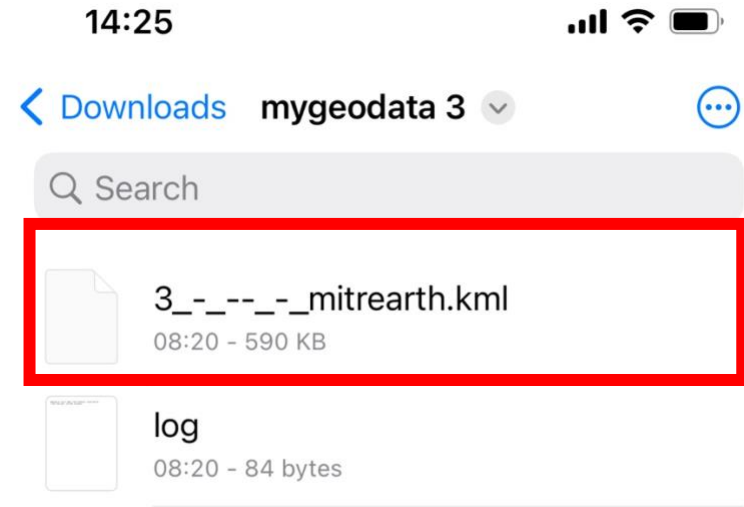 14:25
Downloads mygeodata 3
Search
3_-_--_-_mitrearth.kml
08:20 - 590 KB
log
08:20 - 84 bytes